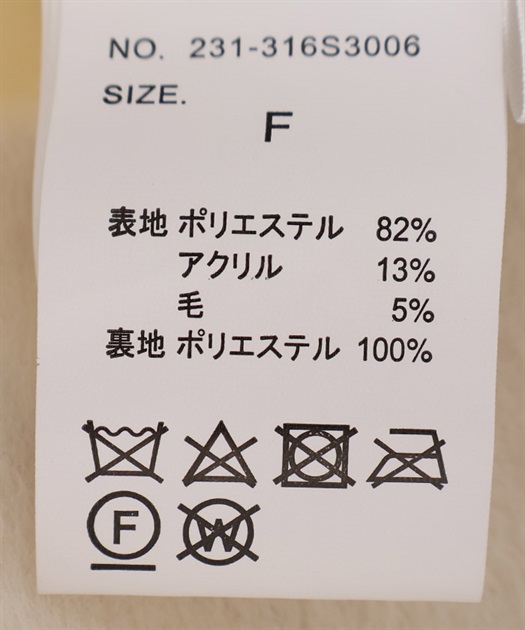 NO. 231-316S3006
SIZE.
F
表地 ポリエステル 82%
アクリル 13%
毛 5%
裏地 ポリエステル 100%
F W